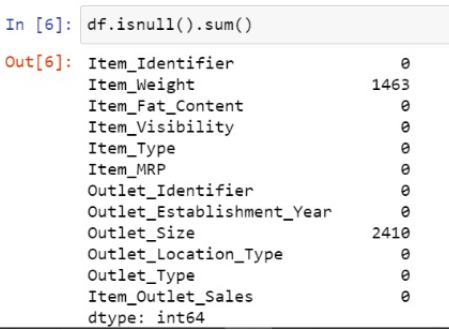 In [6]: df.isnull().sum()
Out[6]: Item_Identifier 0
Item_Weight 1463
Item_Fat_Content 0
Item_Visibility 0
Item_Type 0
Item_MRP 0
Outlet_Identifier 0
Outlet_Establishment_Year 0
Outlet_Size 2410
Outlet_Location_Type 0
Outlet_Type 0
Item_Outlet_Sales 0
dtype: int64